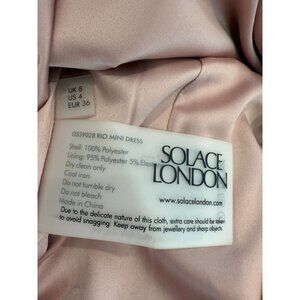 UK 8
US 4
EUR 36
OS39028 RIO MINI DRESS
Shell: 100% Polyester
Lining: 95% Polyester 5% Elastane
Dry clean only
Cool iron
Do not tumble dry
Do not bleach
Made in China
SOLACE
LONDON
www.solacelondon.com
Due to the delicate nature of this cloth, extra care should be taken
to avoid snagging. Keep away from jewellery and sharp objects.